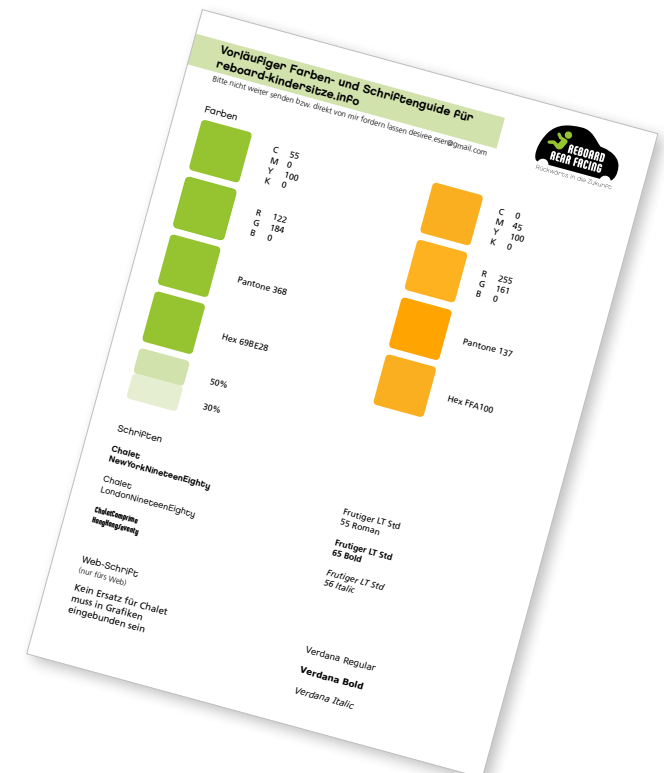 Vorläufiger Farben- und Schriftenguide für
reboard-kindersitze.info
Bitte nicht weiter senden bzw. direkt von mir fordern lassen desiree.eser@gmail.com
REBOARD
REAR FACING
Rückwärts in die Zukunft...
Farben
C 55
M 0
Y 100
K 0
R 122
G 184
B 0
Pantone 368
Hex 69BE28
50%
30%
C 0
M 45
Y 100
K 0
R 255
G 161
B 0
Pantone 137
Hex FFA100
Schriften
Chalet
NewYorkNineteenEighty
Chalet
LondonNineteenEighty
ChaletComprime
HongKongSeventy
Frutiger LT Std
55 Roman
Frutiger LT Std
65 Bold
Frutiger LT Std
56 Italic
Web-Schrift
(nur fürs Web)
Kein Ersatz für Chalet
muss in Grafiken
eingebunden sein
Verdana Regular
Verdana Bold
Verdana Italic